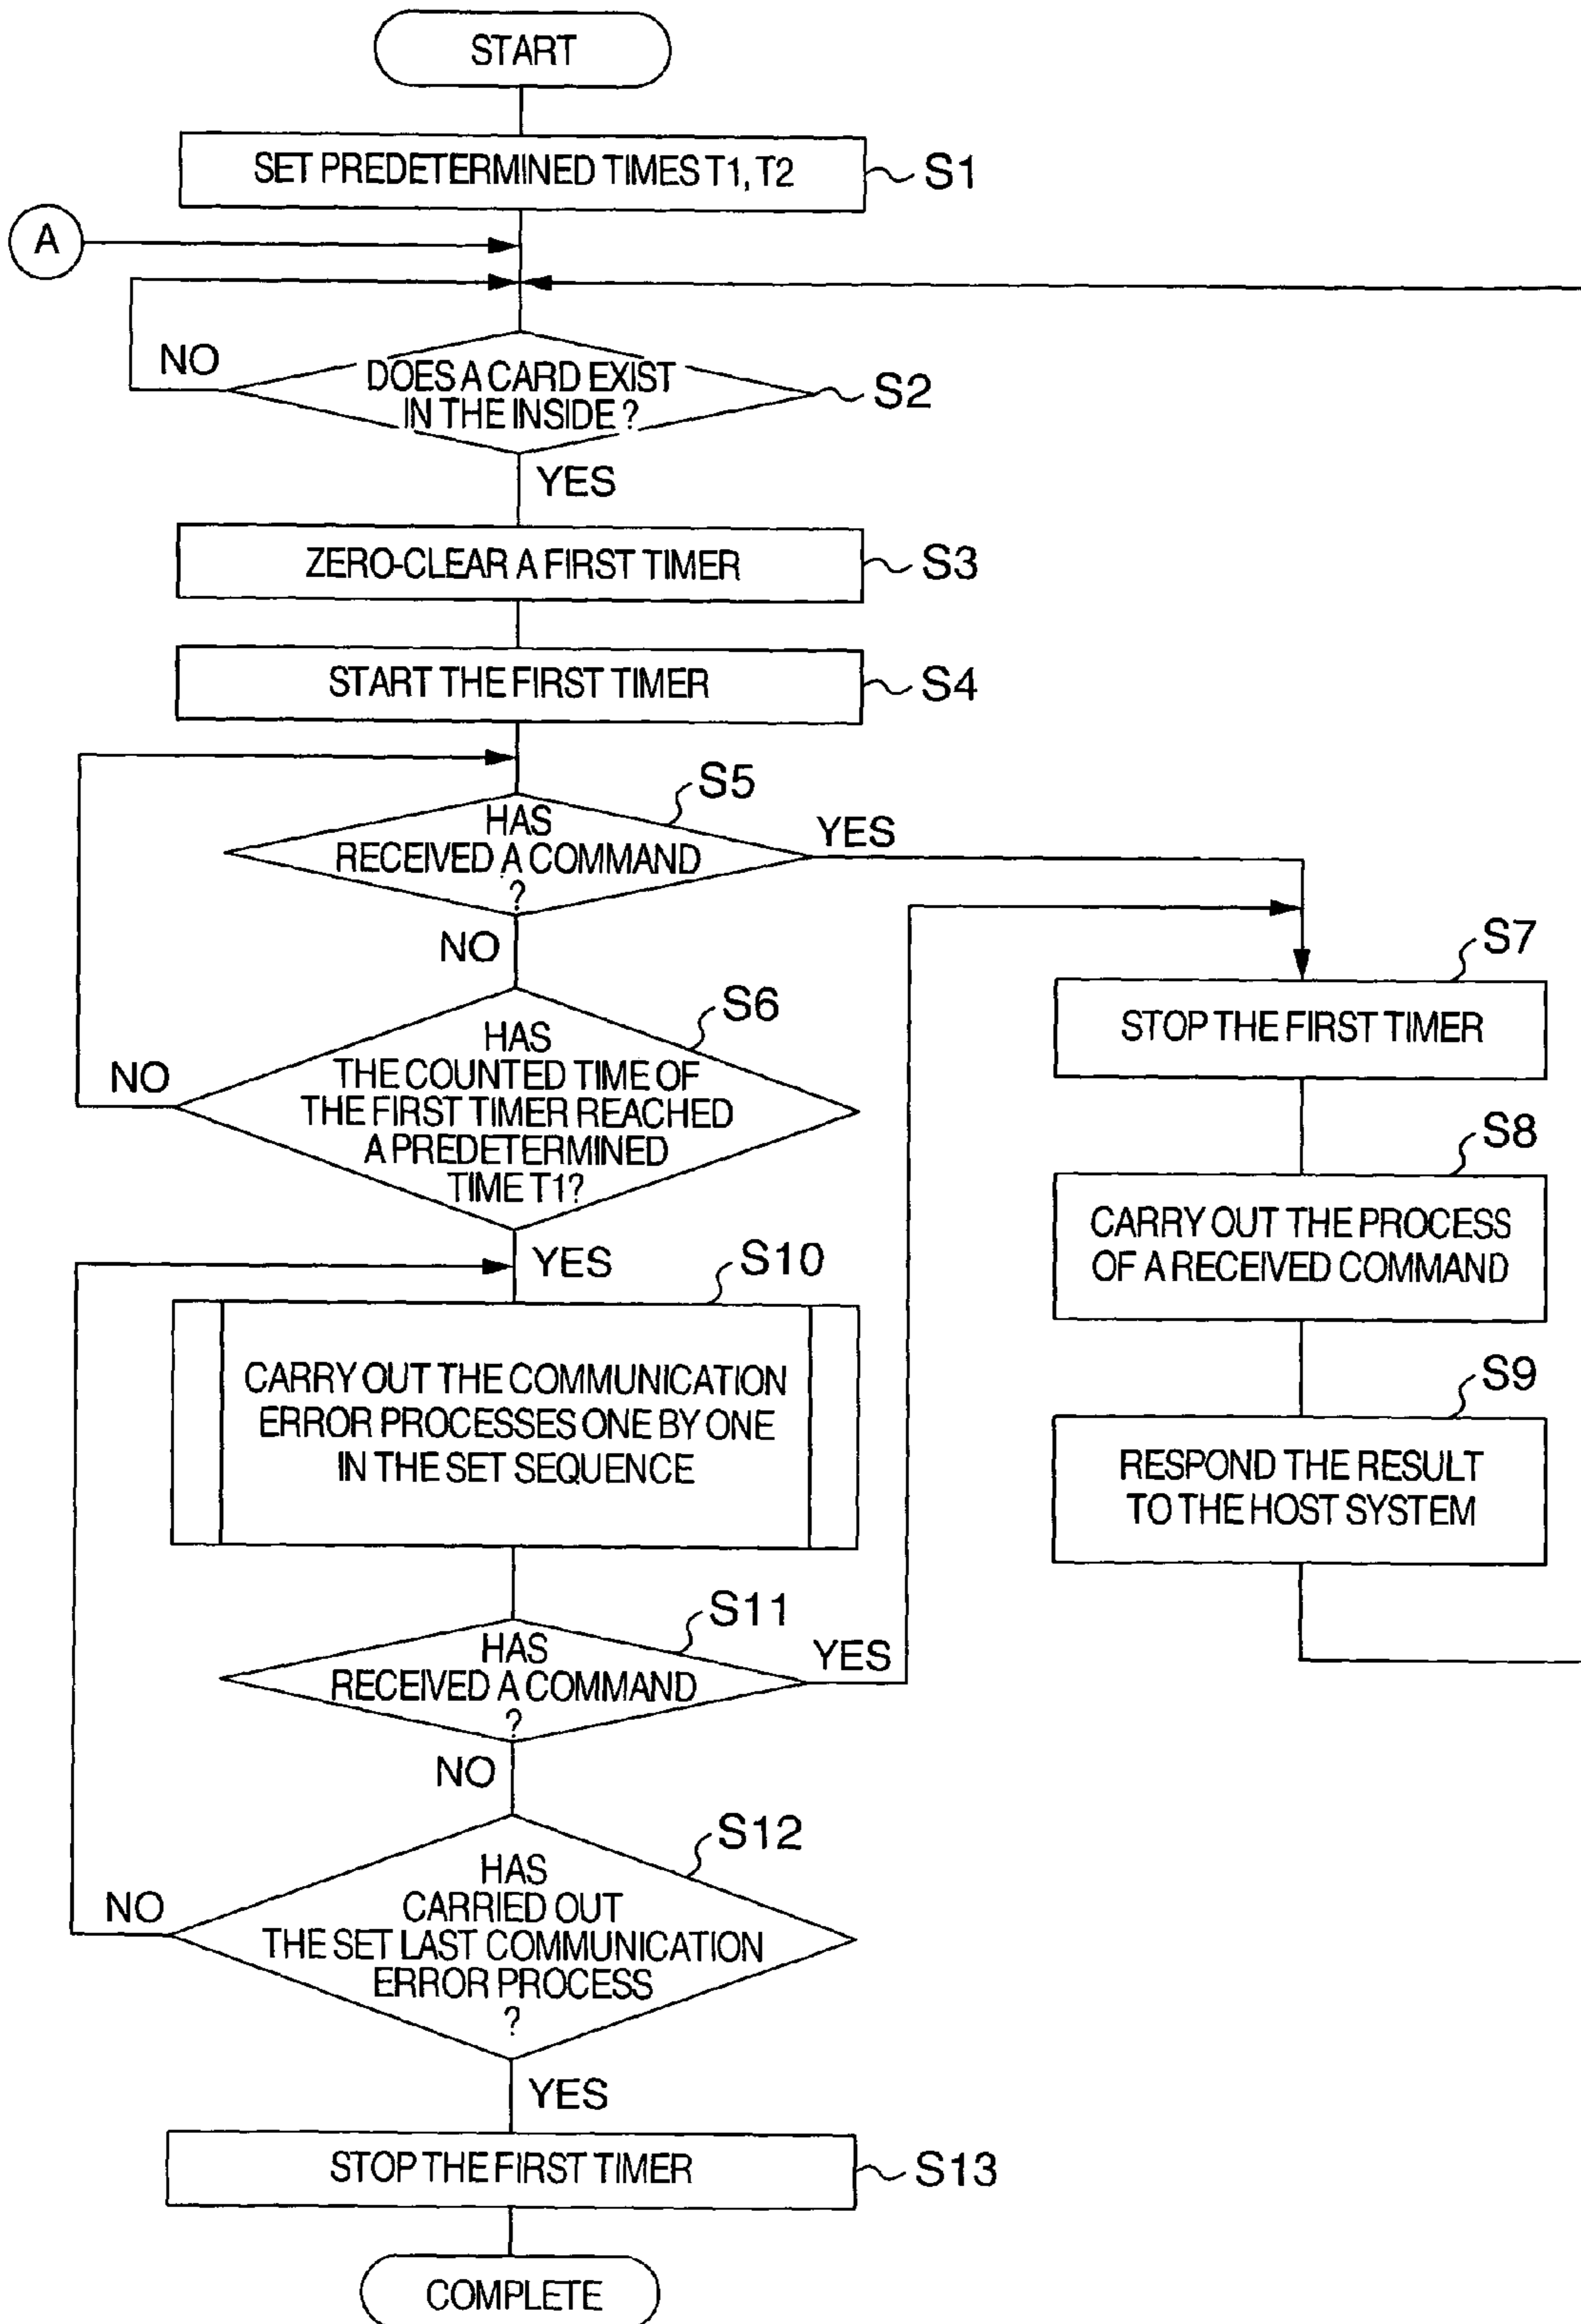 START
SET PREDETERMINED TIMES T1, T2
S1
A
NO
DOES A CARD EXIST
IN THE INSIDE ?
S2
YES
ZERO-CLEAR A FIRST TIMER
S3
START THE FIRST TIMER
S4
S5
HAS
RECEIVED A COMMAND
?
YES
NO
S6
HAS
THE COUNTED TIME OF
THE FIRST TIMER REACHED
A PREDETERMINED
TIME T1?
NO
YES
S7
STOP THE FIRST TIMER
S8
CARRY OUT THE PROCESS
OF A RECEIVED COMMAND
S9
RESPOND THE RESULT
TO THE HOST SYSTEM
S10
CARRY OUT THE COMMUNICATION
ERROR PROCESSES ONE BY ONE
IN THE SET SEQUENCE
S11
HAS
RECEIVED A COMMAND
?
YES
NO
S12
HAS
CARRIED OUT
THE SET LAST COMMUNICATION
ERROR PROCESS
?
NO
YES
STOP THE FIRST TIMER
S13
COMPLETE